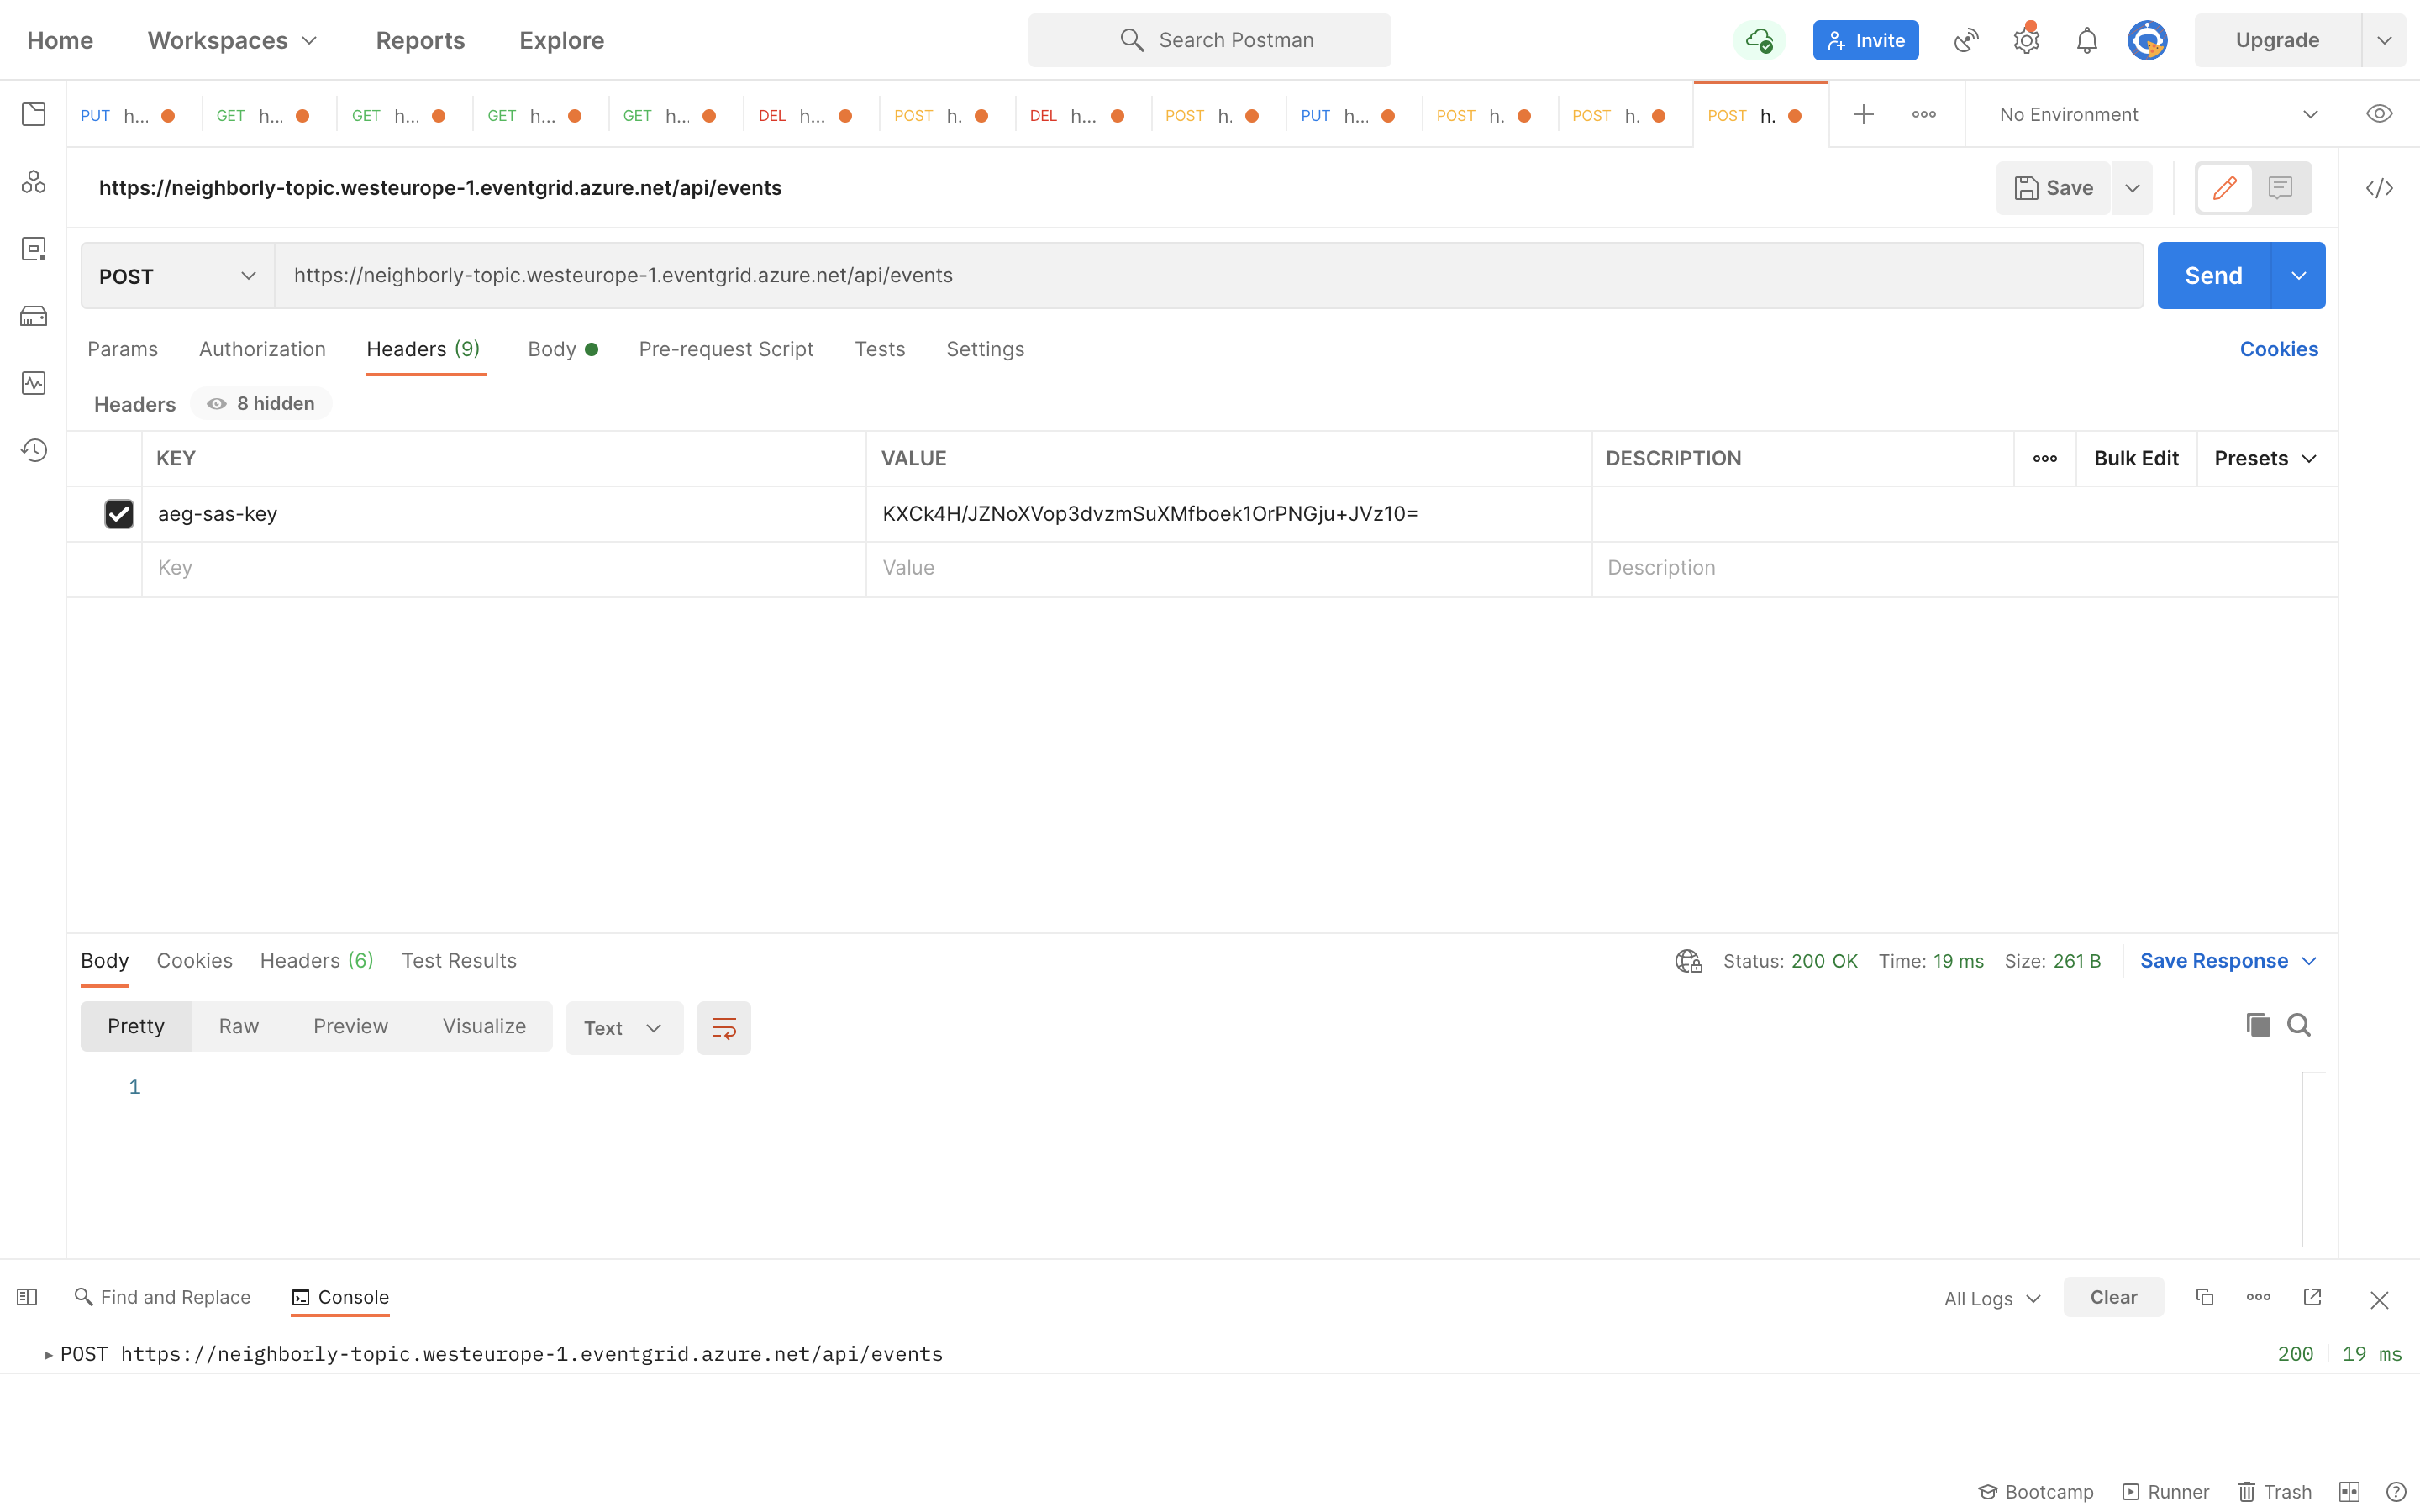 Home Workspaces Reports Explore Search Postman Invite Upgrade
PUT h... GET h... GET h... GET h... GET h... DEL h... POST h. DEL h... POST h. PUT h... POST h. POST h. POST h. No Environment
https://neighborly-topic.westeurope-1.eventgrid.azure.net/api/events Save
POST https://neighborly-topic.westeurope-1.eventgrid.azure.net/api/events Send
Params Authorization Headers (9) Body Pre-request Script Tests Settings Cookies
Headers 8 hidden
KEY VALUE DESCRIPTION Bulk Edit Presets
aeg-sas-key KXCk4H/JZNoXVop3dvzmSuXMfboek1OrPNGju+JVz10=
Key Value Description
Body Cookies Headers (6) Test Results Status: 200 OK Time: 19 ms Size: 261 B Save Response
Pretty Raw Preview Visualize Text
1
Find and Replace Console All Logs Clear
POST https://neighborly-topic.westeurope-1.eventgrid.azure.net/api/events 200 19 ms
Bootcamp Runner Trash